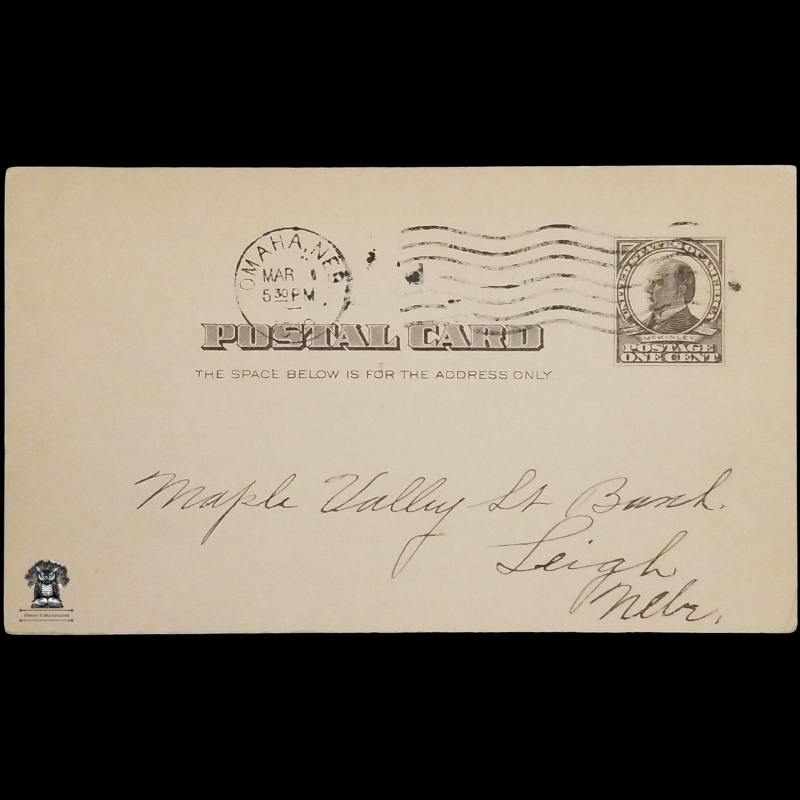 OMAHA, NEB
MAR 1
5 30 PM
UNITED STATES OF AMERICA
McKINLEY
POSTAGE
ONE CENT
POSTAL CARD
THE SPACE BELOW IS FOR THE ADDRESS ONLY.
Maple Valley St Bank.
Leigh
Nebr.